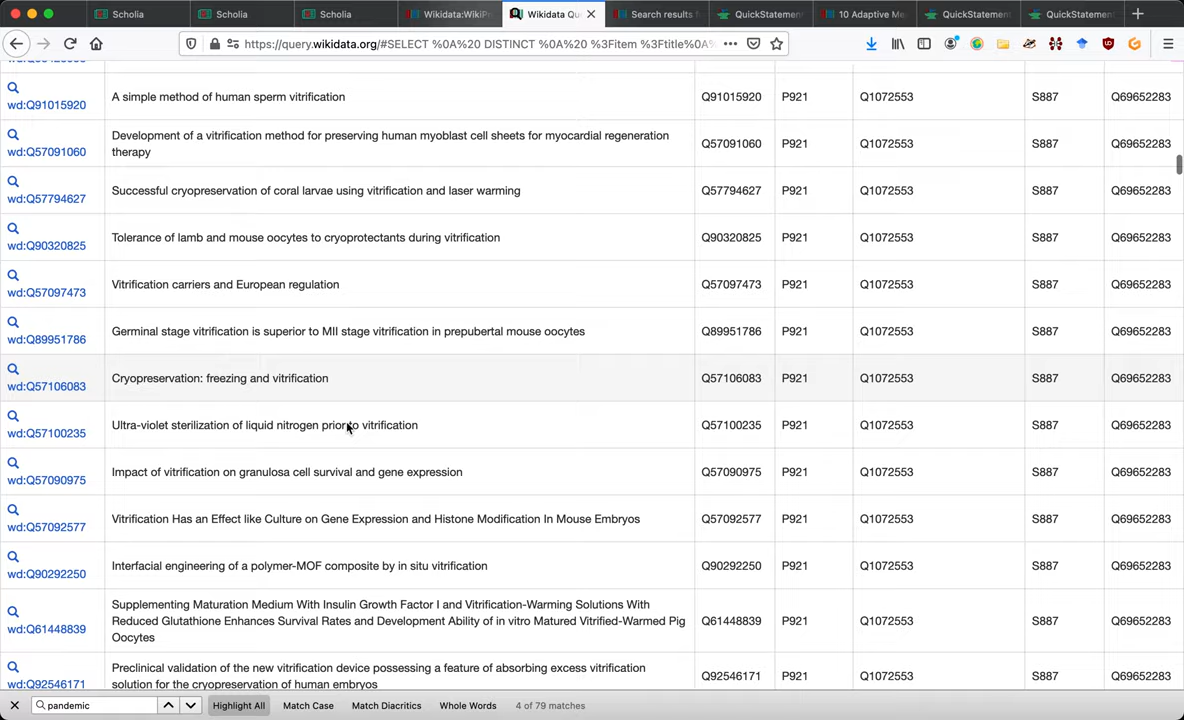 Scholia
Scholia
Scholia
Wikidata:WikiPr
Wikidata Qu
Search results f
QuickStatement
10 Adaptive Me
QuickStatement
QuickStatement
https://query.wikidata.org/#SELECT %0A%20 DISTINCT %0A%20 %3Fitem %3Ftitle%0A%
wd:Q91015920 A simple method of human sperm vitrification Q91015920 P921 Q1072553 S887 Q69652283
Development of a vitrification method for preserving human myoblast cell sheets for myocardial regeneration
wd:Q57091060 therapy Q57091060 P921 Q1072553 S887 Q69652283
wd:Q57794627 Successful cryopreservation of coral larvae using vitrification and laser warming Q57794627 P921 Q1072553 S887 Q69652283
wd:Q90320825 Tolerance of lamb and mouse oocytes to cryoprotectants during vitrification Q90320825 P921 Q1072553 S887 Q69652283
wd:Q57097473 Vitrification carriers and European regulation Q57097473 P921 Q1072553 S887 Q69652283
wd:Q89951786 Germinal stage vitrification is superior to MII stage vitrification in prepubertal mouse oocytes Q89951786 P921 Q1072553 S887 Q69652283
wd:Q57106083 Cryopreservation: freezing and vitrification Q57106083 P921 Q1072553 S887 Q69652283
wd:Q57100235 Ultra-violet sterilization of liquid nitrogen prior to vitrification Q57100235 P921 Q1072553 S887 Q69652283
wd:Q57090975 Impact of vitrification on granulosa cell survival and gene expression Q57090975 P921 Q1072553 S887 Q69652283
wd:Q57092577 Vitrification Has an Effect like Culture on Gene Expression and Histone Modification In Mouse Embryos Q57092577 P921 Q1072553 S887 Q69652283
wd:Q90292250 Interfacial engineering of a polymer-MOF composite by in situ vitrification Q90292250 P921 Q1072553 S887 Q69652283
Supplementing Maturation Medium With Insulin Growth Factor I and Vitrification-Warming Solutions With
wd:Q61448839 Reduced Glutathione Enhances Survival Rates and Development Ability of in vitro Matured Vitrified-Warmed Pig Q61448839 P921 Q1072553 S887 Q69652283
Oocytes
Preclinical validation of the new vitrification device possessing a feature of absorbing excess vitrification
wd:Q92546171 solution for the cryopreservation of human embryos Q92546171 P921 Q1072553 S887 Q69652283
pandemic Highlight All Match Case Match Diacritics Whole Words 4 of 79 matches